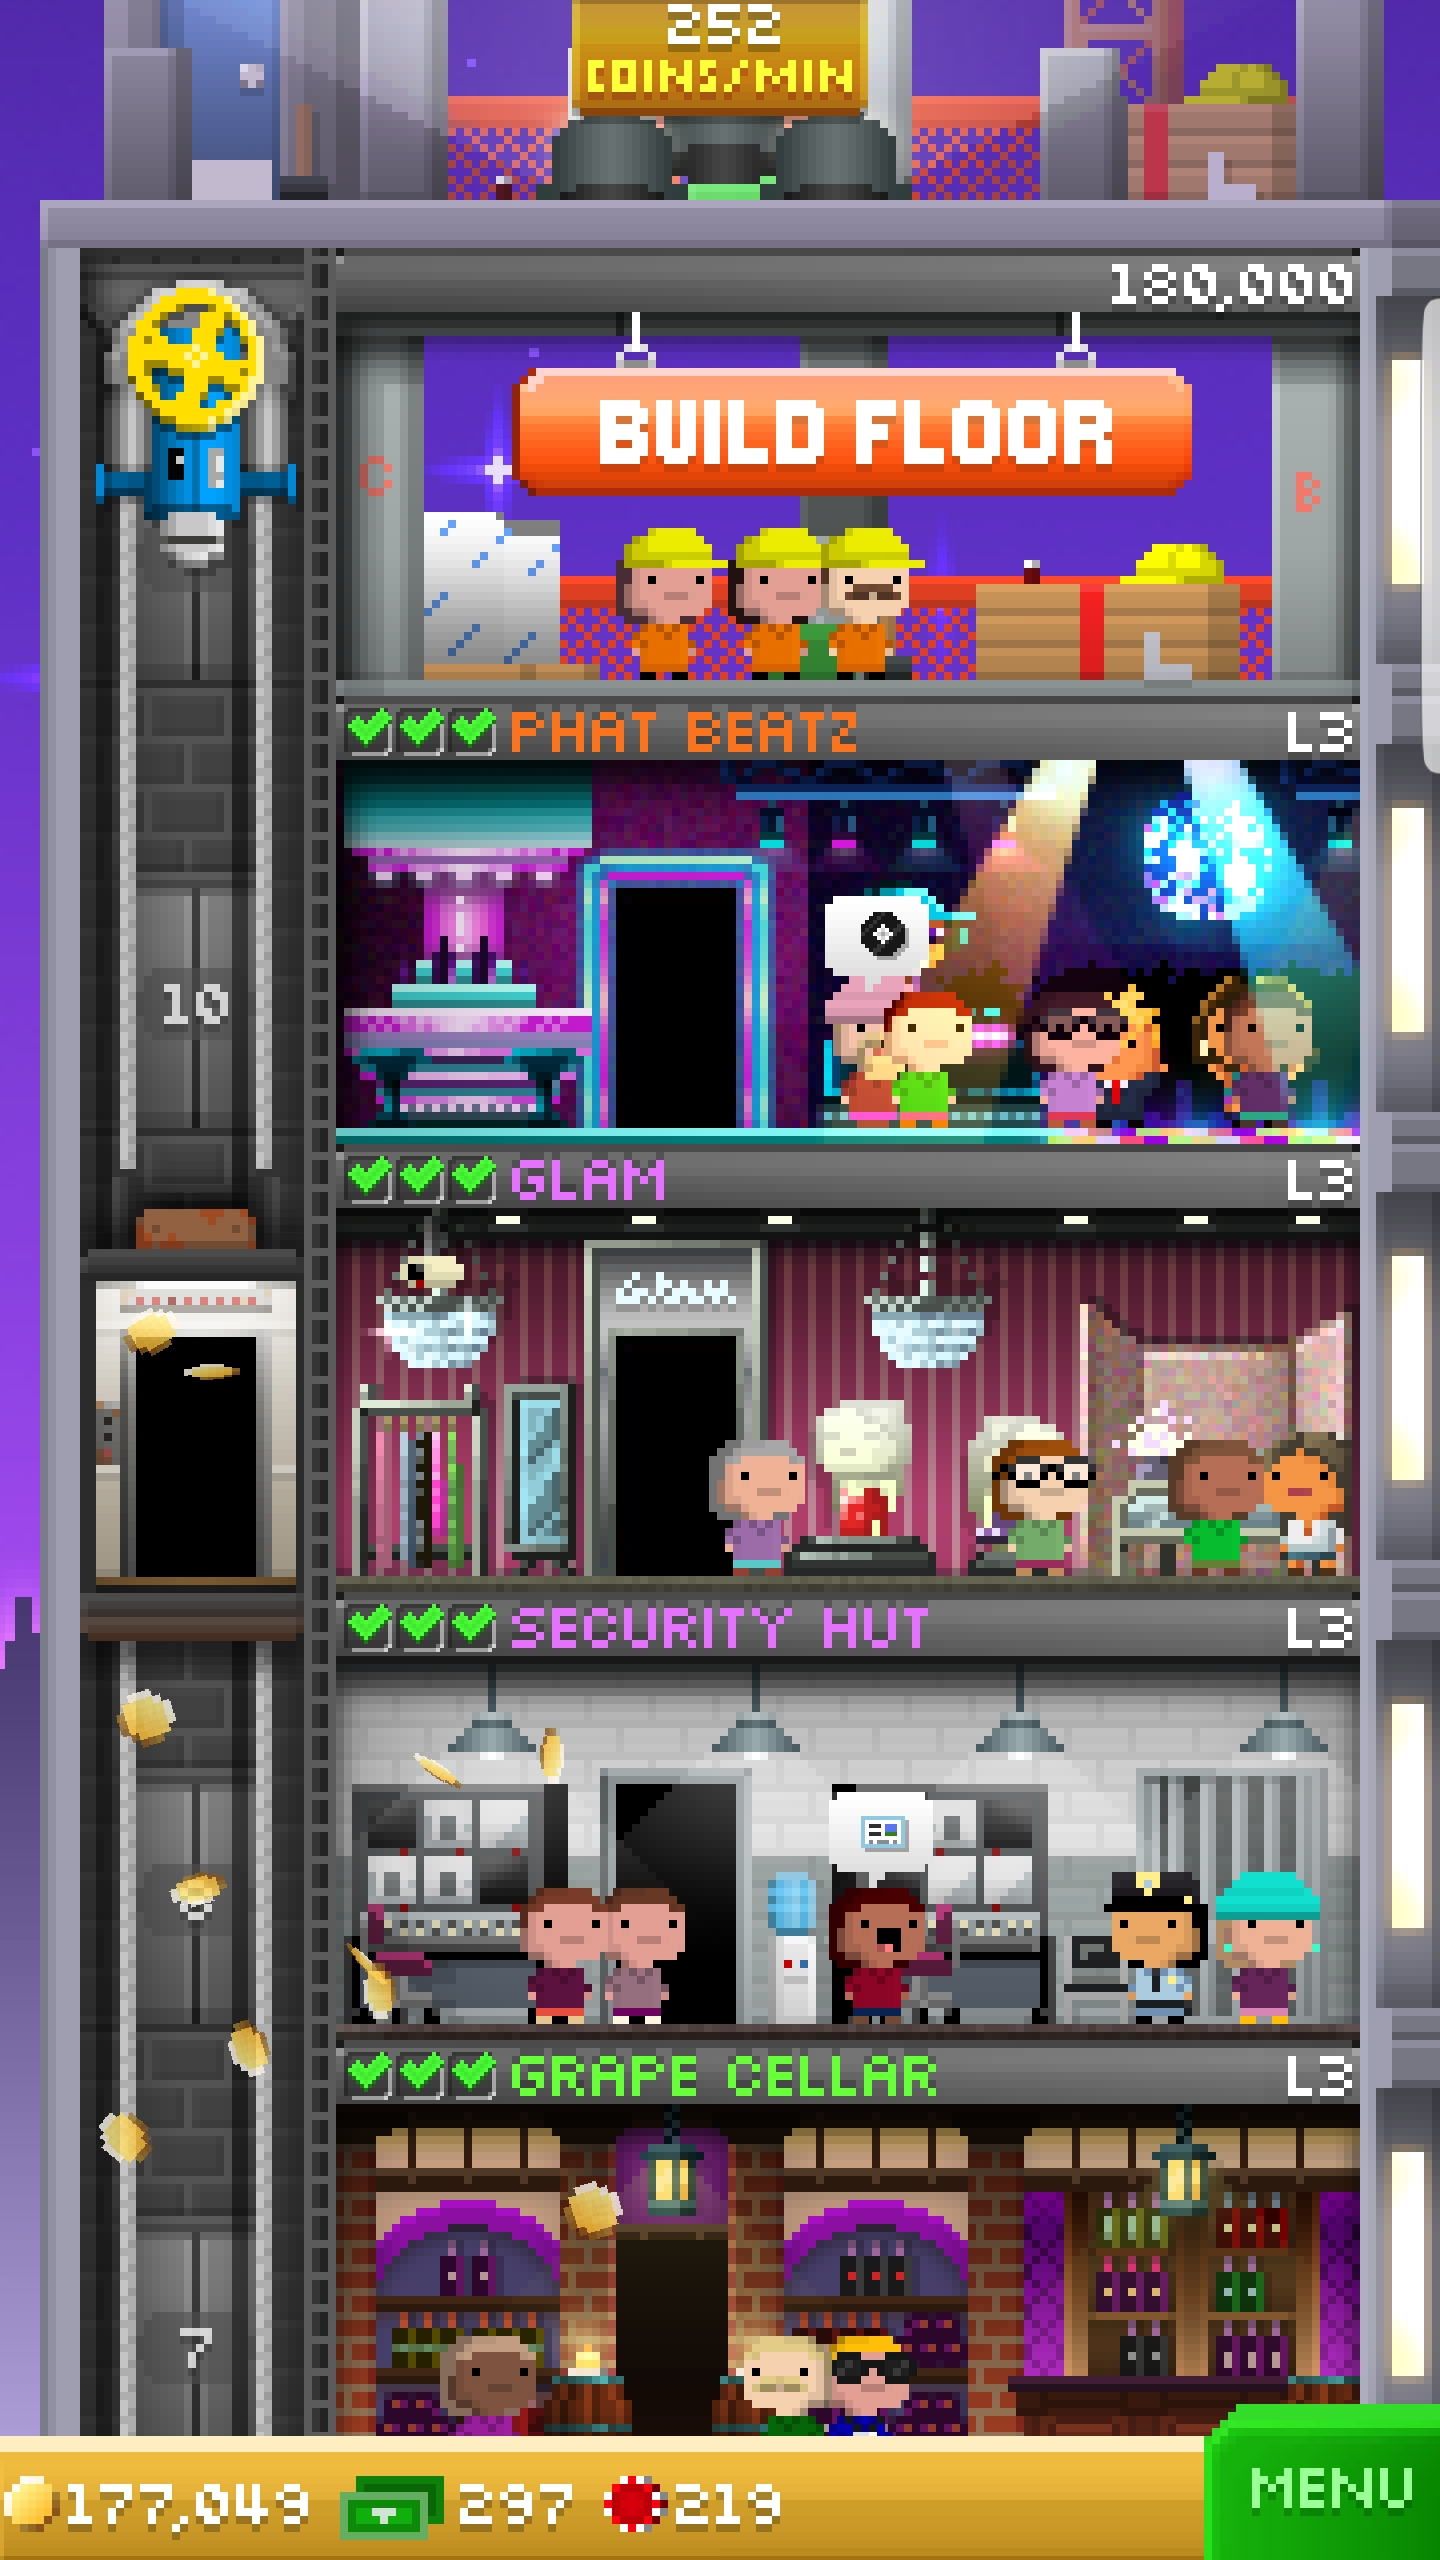 252
COINS/MIN
180,000
BUILD FLOOR
C
B
PHAT BEATZ
L3
10
GLAM
L3
Glam
SECURITY HUT
L3
GRAPE CELLAR
L3
7
177,049 297 219
MENU